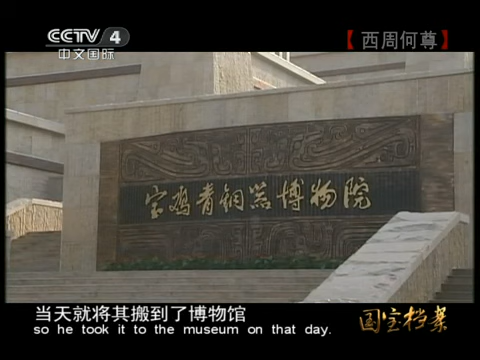 CCTV 4
中文国际
【西周何尊】
宝鸡青铜器博物院
当天就将其搬到了博物馆
so he took it to the museum on that day.
国宝档案